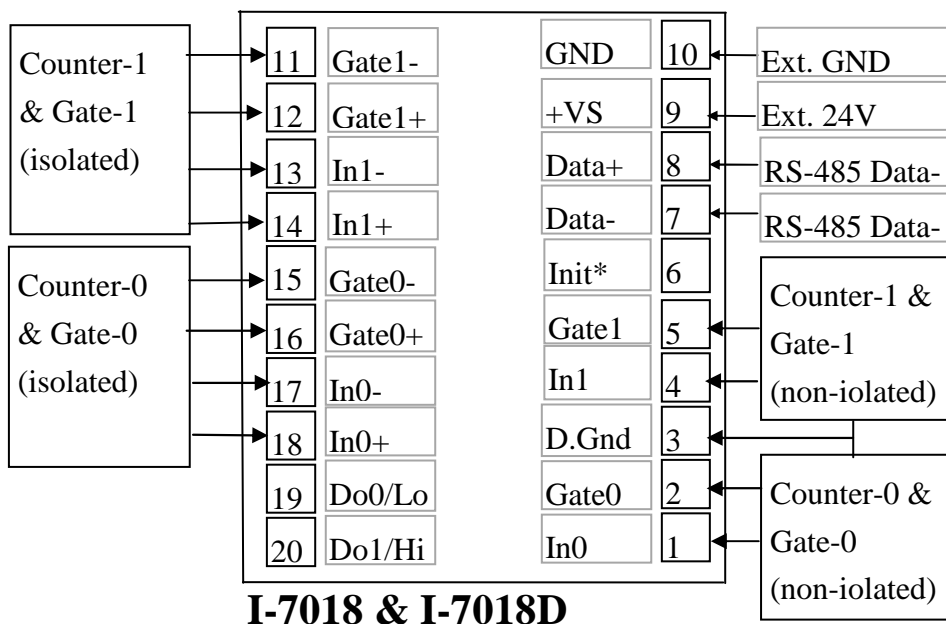 Counter-1
& Gate-1
(isolated)
Counter-0
& Gate-0
(isolated)
11 Gate1-
12 Gate1+
13 In1-
14 In1+
15 Gate0-
16 Gate0+
17 In0-
18 In0+
19 Do0/Lo
20 Do1/Hi
GND 10
+VS 9
Data+ 8
Data- 7
Init* 6
Gate1 5
In1 4
D.Gnd 3
Gate0 2
In0 1
Ext. GND
Ext. 24V
RS-485 Data-
RS-485 Data-
Counter-1 &
Gate-1
(non-iolated)
Counter-0 &
Gate-0
(non-iolated)
I-7018 & I-7018D